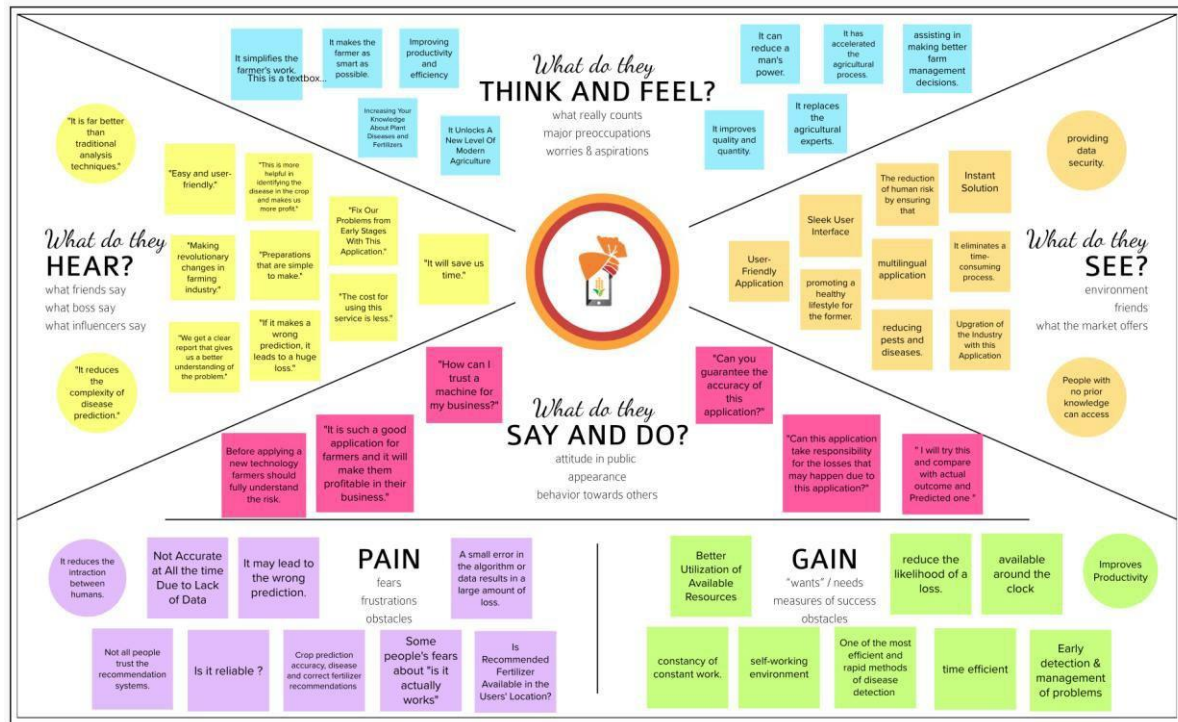 What do they
THINK AND FEEL?
what really counts
major preoccupations
worries & aspirations
It simplifies the
farmer's work.
This is a textbox...
It makes the
farmer as
smart as
possible.
Improving
productivity
and
efficiency
Increasing Your
Knowledge
About Plant
Diseases and
Fertilizers
It Unlocks A
New Level Of
Modern
Agriculture
It can
reduce a
man's
power.
It has
accelerated the
agricultural
process.
assisting in
making better
farm
management
decisions.
It improves
quality and
quantity.
It replaces
the
agricultural
experts.
What do they
HEAR?
what friends say
what boss say
what influencers say
"It is far better
than
traditional
analysis
techniques."
"Easy and user-
friendly."
"This is more
helpful in
identifying the
disease in the crop
and makes us
more profit."
"Fix Our
Problems from
Early Stages
With This
Application."
"It will save us
time."
"Making
revolutionary
changes in
farming
industry."
"Preparations
that are simple
to make."
"The cost for
using this
service is less."
"We get a clear
report that gives
us a better
understanding of
the problem."
"If it makes a
wrong
prediction, it
leads to a huge
loss."
"It reduces
the
complexity of
disease
prediction."
What do they
SEE?
environment
friends
what the market offers
providing
data
security.
The reduction
of human risk
by ensuring
that
Instant
Solution
Sleek User
Interface
User-
Friendly
Application
multilingual
application
It eliminates a
time-
consuming
process.
promoting a
healthy
lifestyle for
the former.
reducing
pests and
diseases.
Upgration of
the Industry
with this
Application
People with
no prior
knowledge
can access
What do they
SAY AND DO?
attitude in public
appearance
behavior towards others
"How can I
trust a
machine for
my business?"
"It is such a good
application for
farmers and it will
make them
profitable in their
business."
Before applying a
new technology
farmers should
fully understand
the risk.
"Can you
guarantee the
accuracy of
this
application?"
"Can this application
take responsibility
for the losses that
may happen due to
this application?"
" I will try this
and compare
with actual
outcome and
Predicted one "
PAIN
fears
frustrations
obstacles
It reduces the
intraction
between
humans.
Not Accurate
at All the time
Due to Lack
of Data
It may lead to
the wrong
prediction.
A small error in
the algorithm or
data results in a
large amount of
loss.
Not all people
trust the
recommendation
systems.
Is it reliable ?
Crop prediction
accuracy, disease
and correct fertilizer
recommendations
Some
people's fears
about "is it
actually
works"
Is
Recommended
Fertilizer
Available in the
Users' Location?
GAIN
"wants" / needs
measures of success
obstacles
Better
Utilization of
Available
Resources
reduce the
likelihood of a
loss.
available
around the
clock
Improves
Productivity
constancy of
constant work.
self-working
environment
One of the most
efficient and
rapid methods
of disease
detection
time efficient
Early
detection &
management
of problems